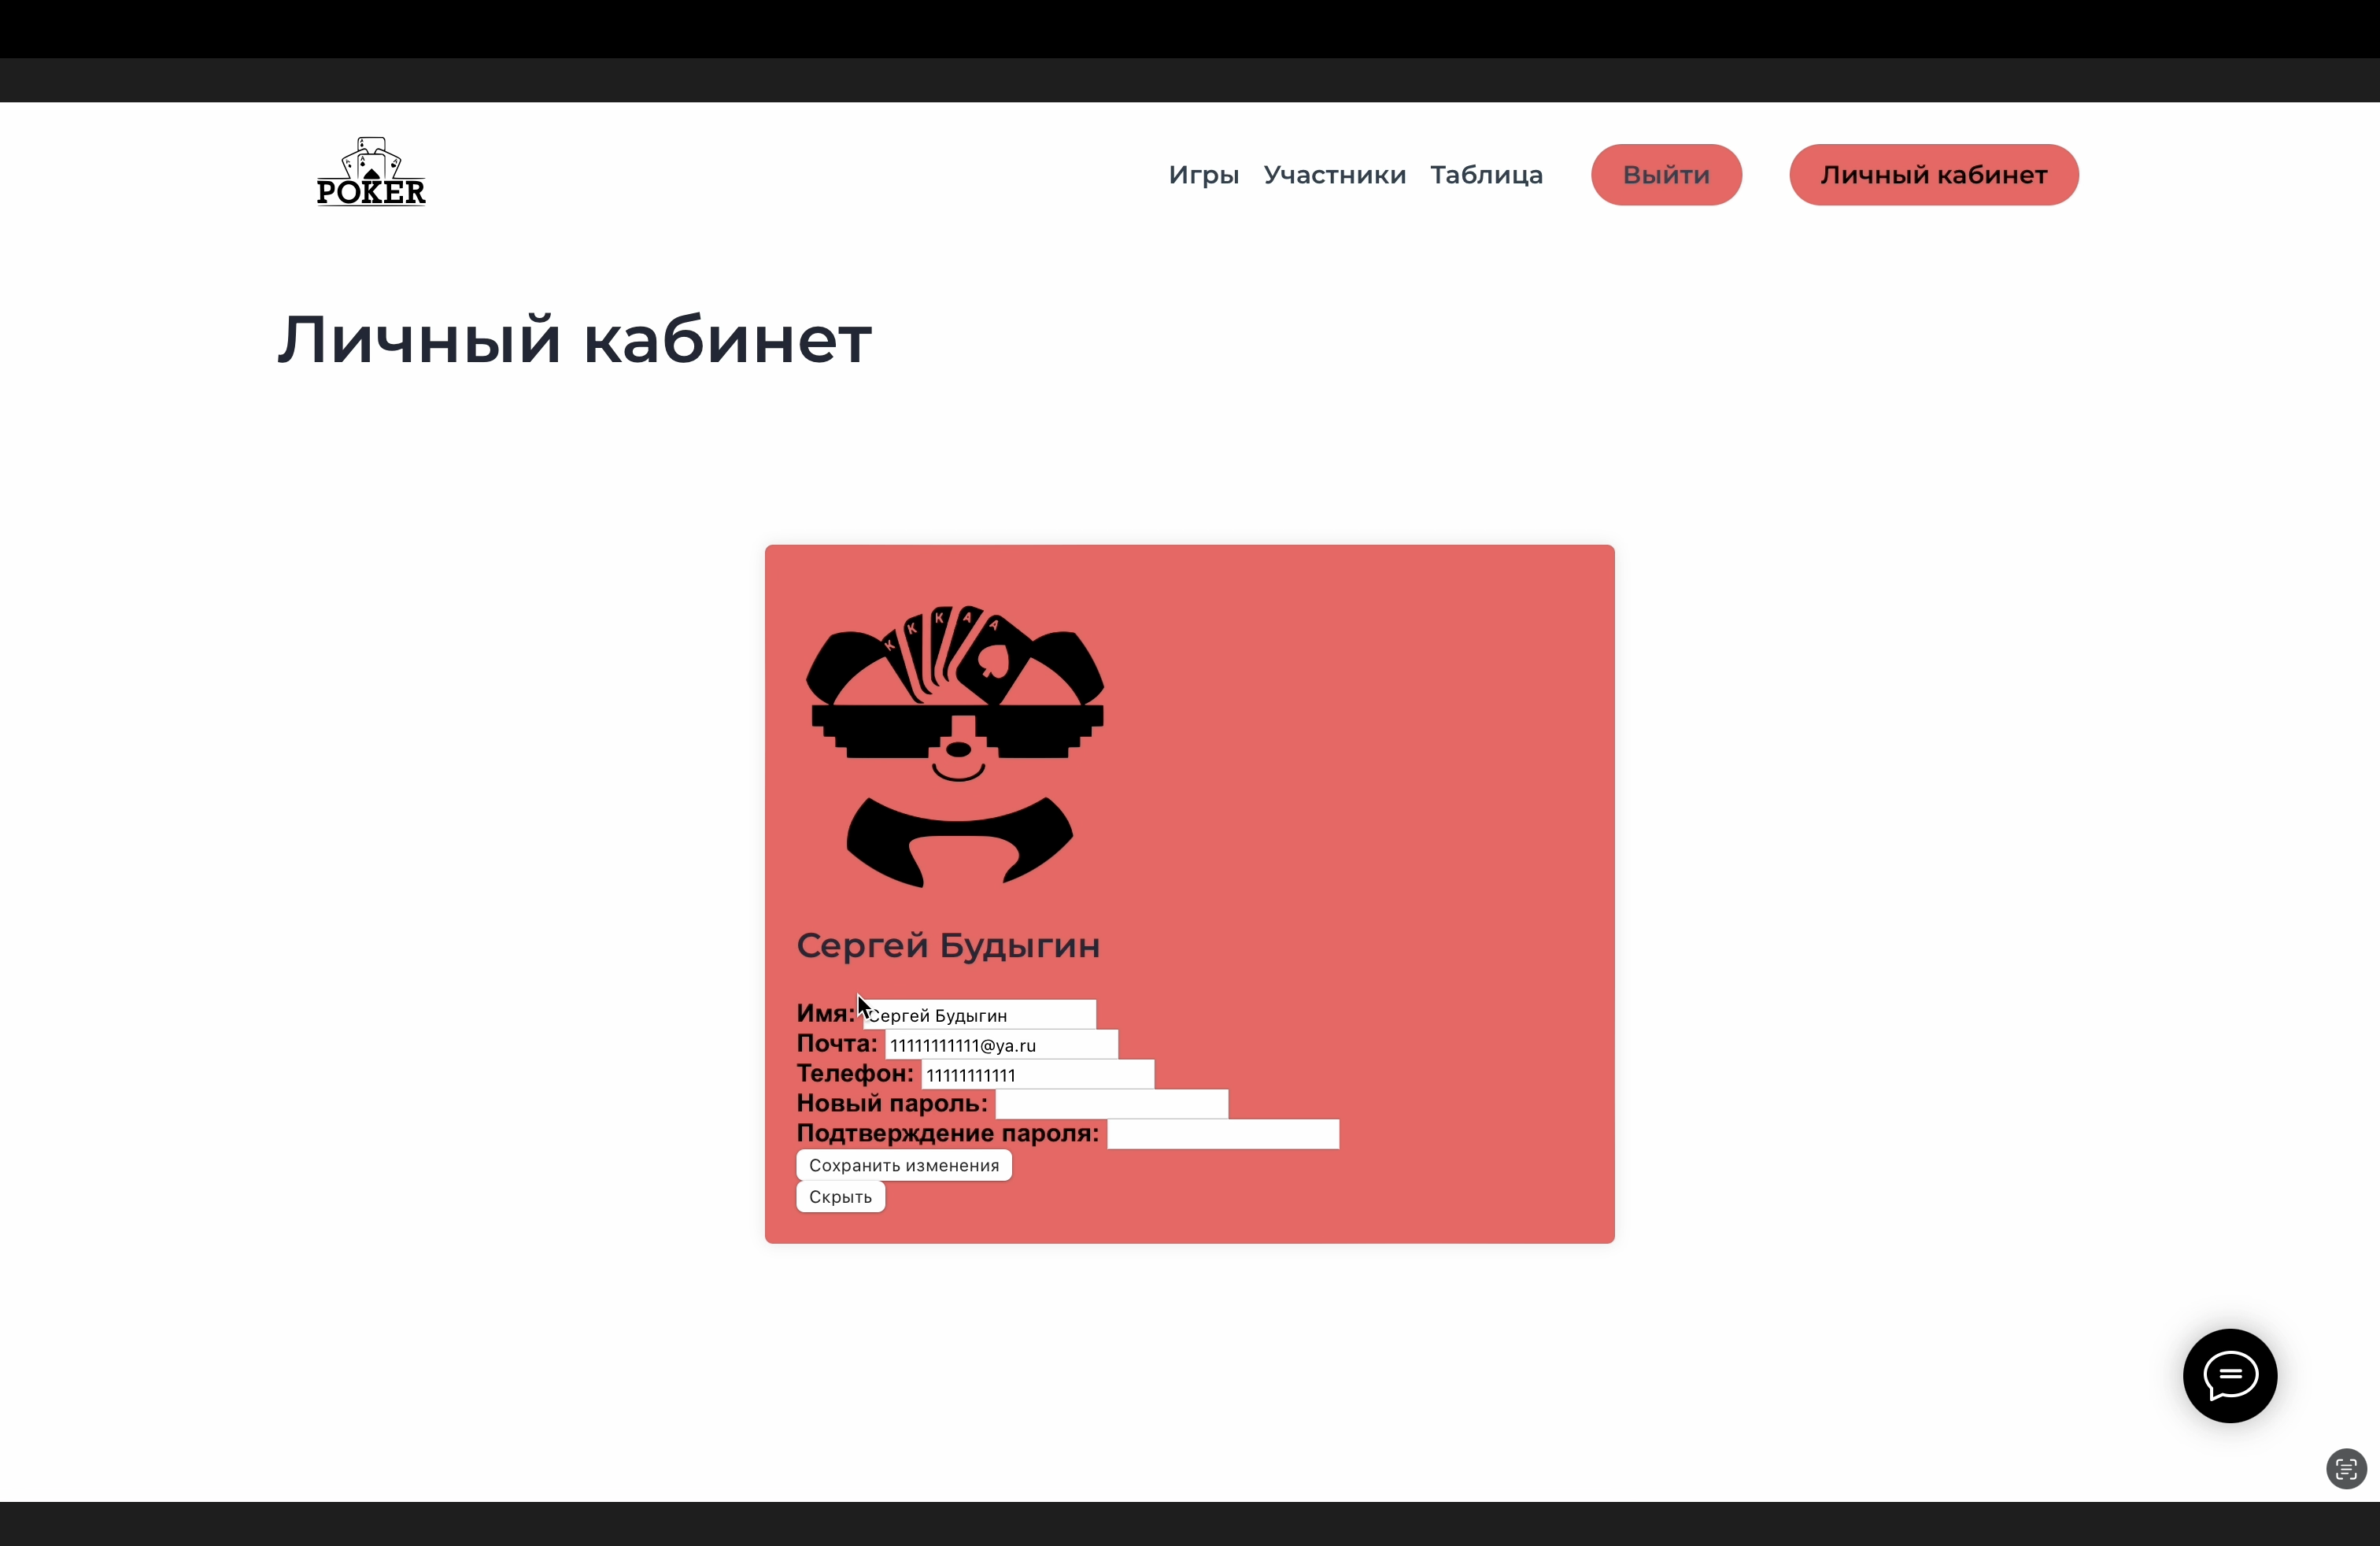 POKER
Игры Участники Таблица Выйти Личный кабинет
Личный кабинет
K K K A A
Сергей Будыгин
Имя: Сергей Будыгин
Почта: 11111111111@ya.ru
Телефон: 11111111111
Новый пароль:
Подтверждение пароля:
Сохранить изменения
Скрыть